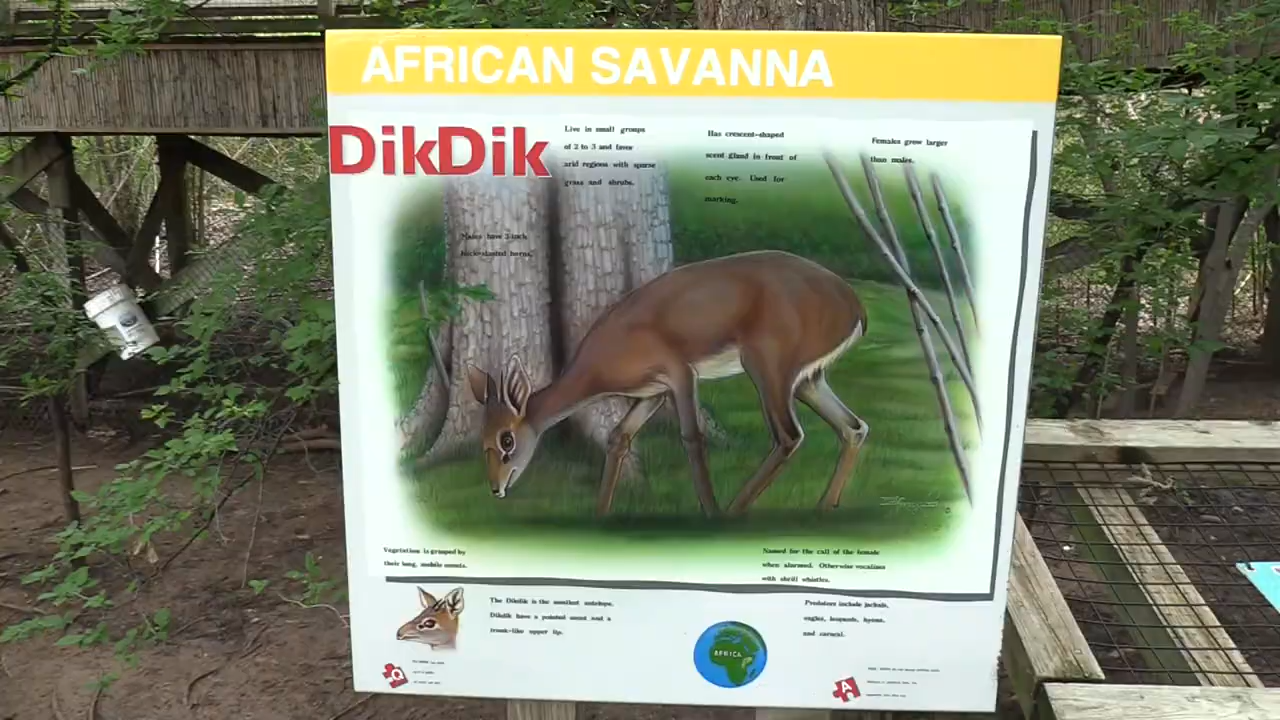 AFRICAN SAVANNA
DikDik
Live in small groups
of 2 to 3 and favor
arid regions with sparse
grass and shrubs.
Has crescent-shaped
scent gland in front of
each eye. Used for
marking.
Females grow larger
than males.
Males have 3-inch
back-slanted horns.
Vegetation is grasped by
their long, mobile snouts.
Named for the call of the female
when alarmed. Otherwise vocalizes
with shrill whistles.
The Dikdik is the smallest antelope.
Dikdik have a pointed snout and a
trunk-like upper lip.
AFRICA
Predators include jackals,
eagles, leopards, hyena,
and caracal.
Q
A